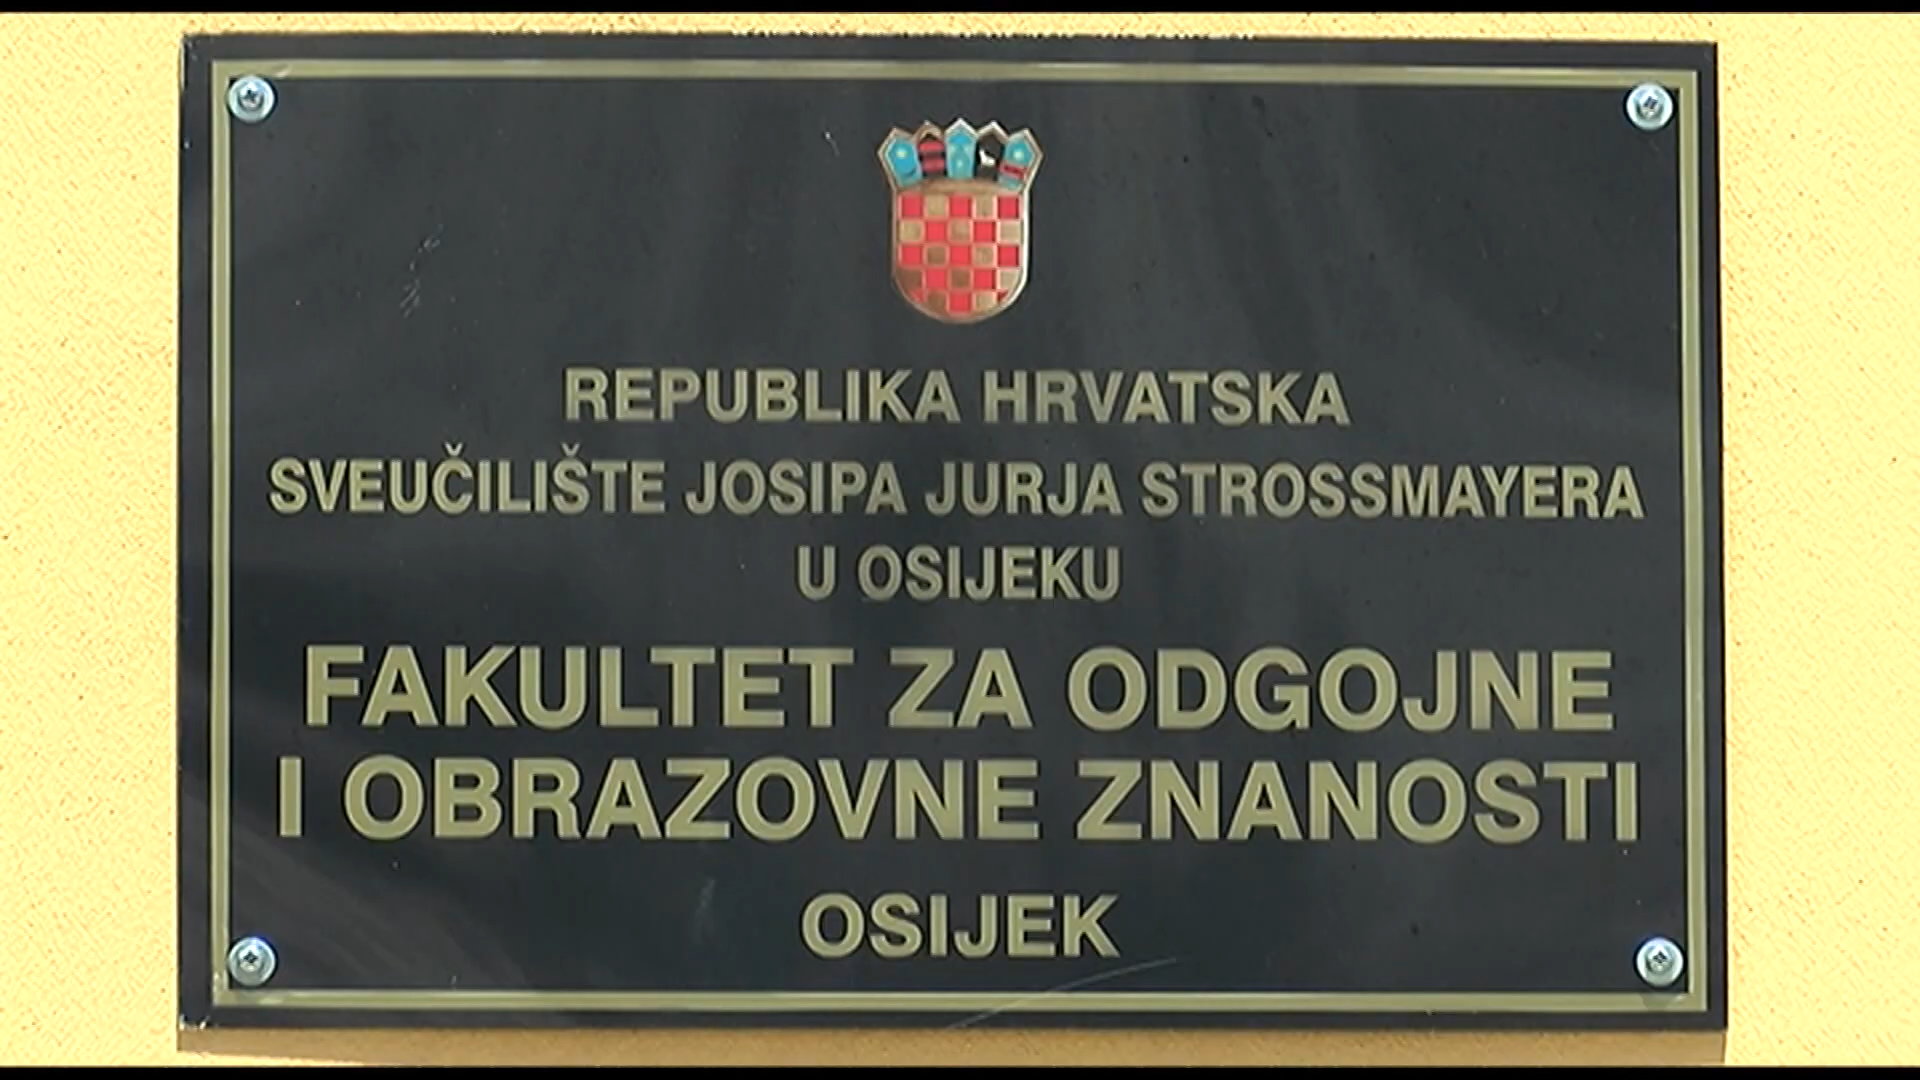 REPUBLIKA HRVATSKA
SVEUČILIŠTE JOSIPA JURJA STROSSMAYERA
U OSIJEKU
FAKULTET ZA ODGOJNE
I OBRAZOVNE ZNANOSTI
OSIJEK